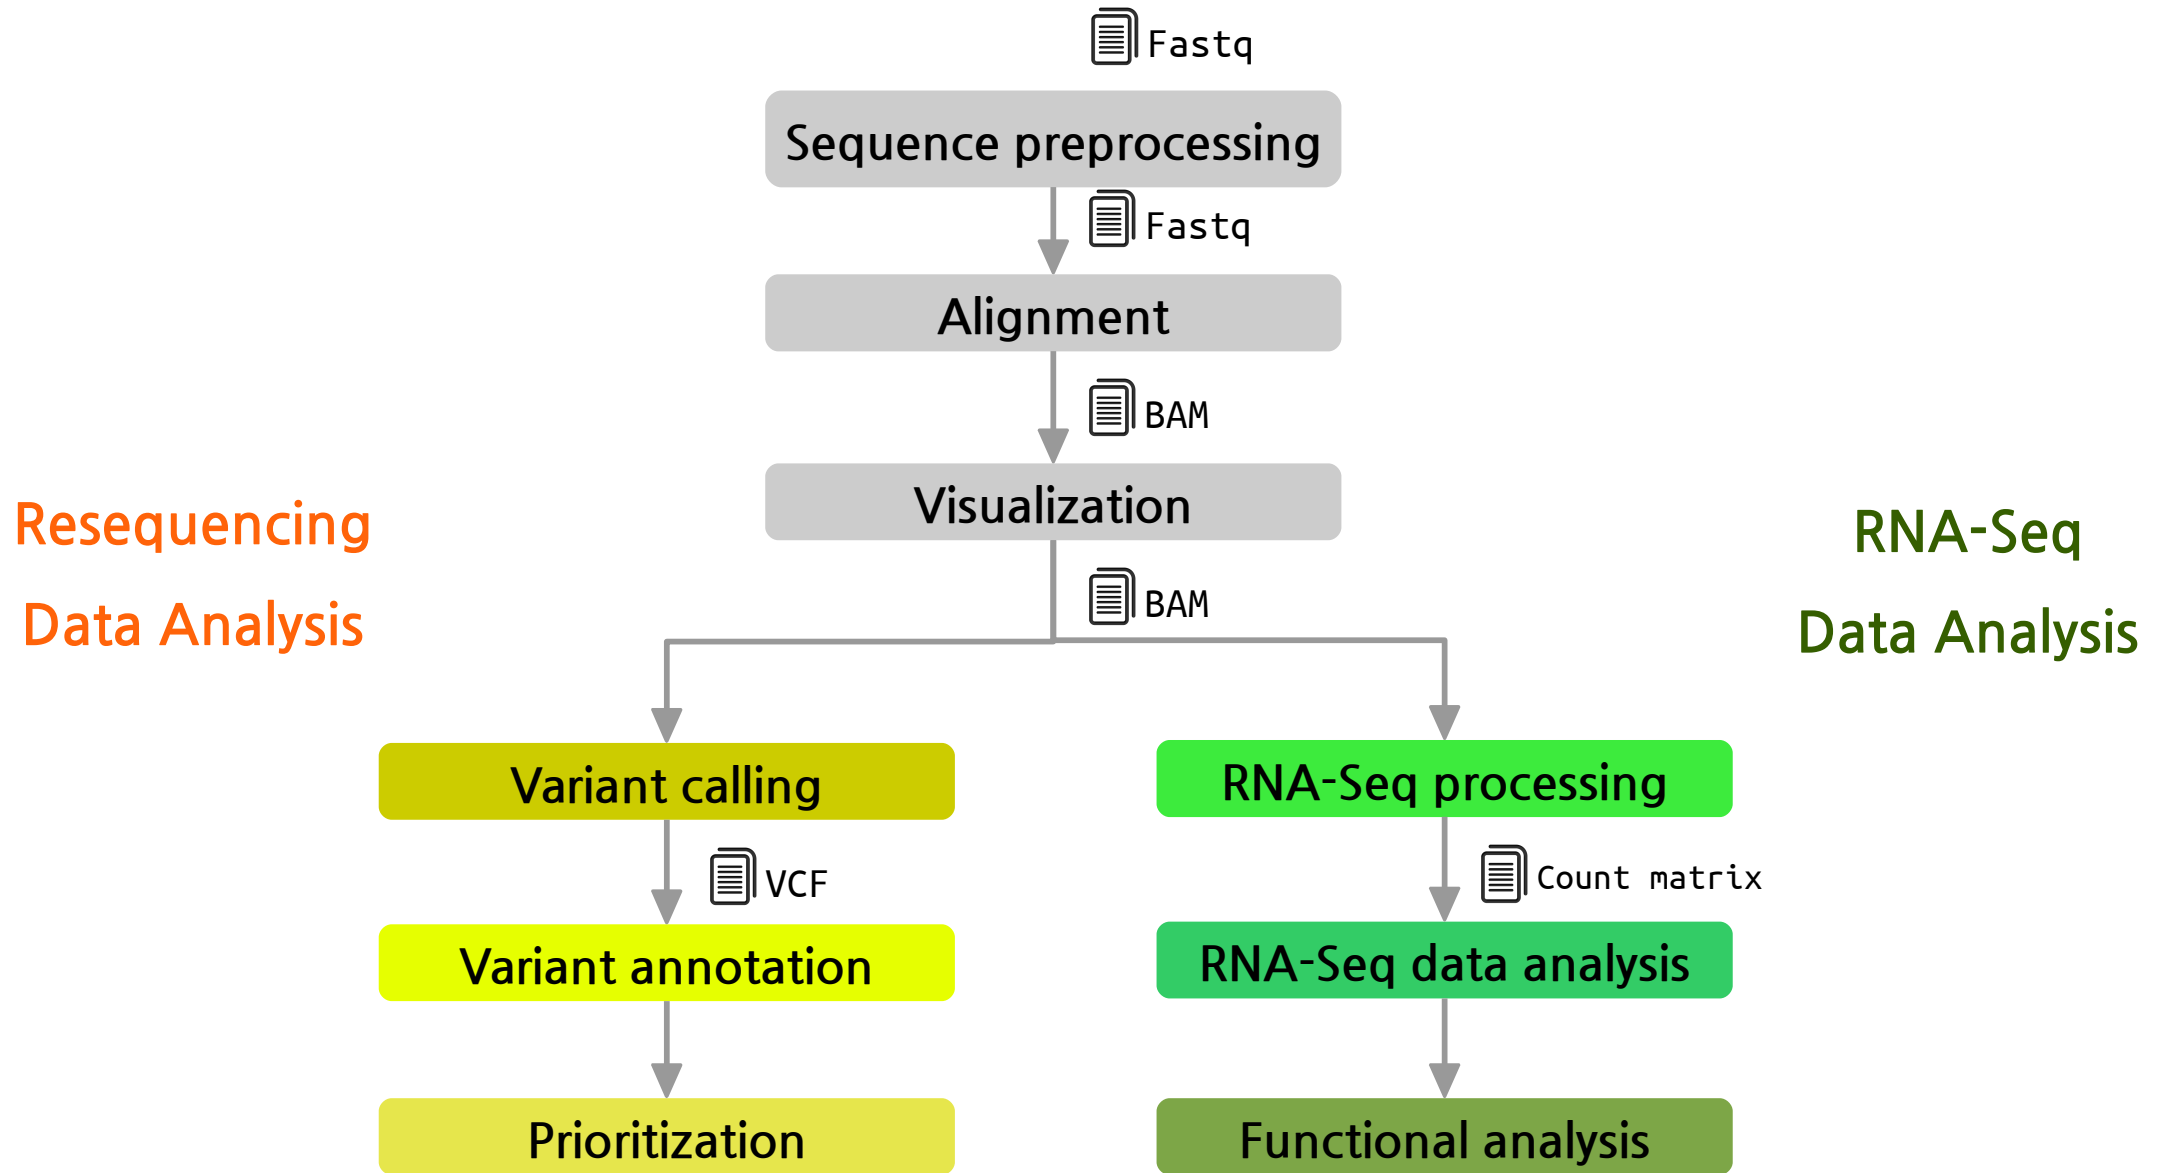 Fastq
Sequence preprocessing
Fastq
Alignment
BAM
Visualization
Resequencing
Data Analysis
RNA-Seq
Data Analysis
BAM
Variant calling
RNA-Seq processing
VCF
Count matrix
Variant annotation
RNA-Seq data analysis
Prioritization
Functional analysis